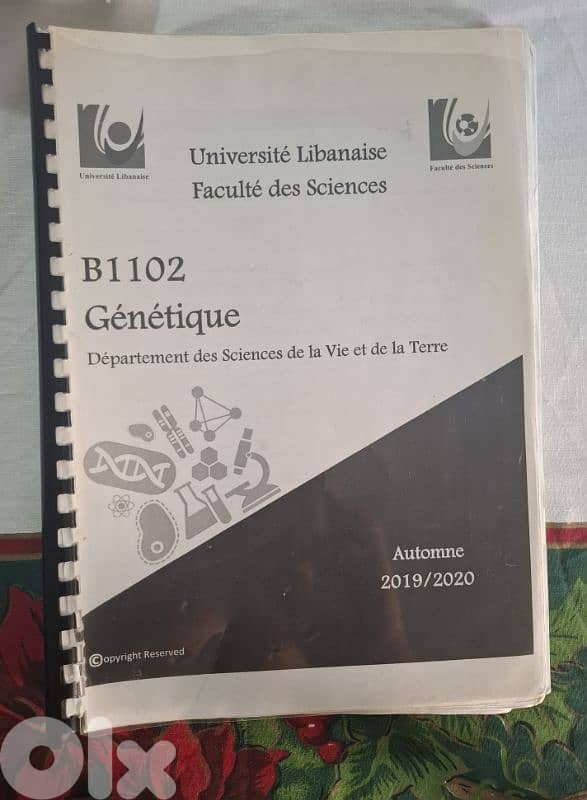 Université Libanaise
Faculté des Sciences
Université Libanaise
Faculté des Sciences
B1102
Génétique
Département des Sciences de la Vie et de la Terre
Automne
2019/2020
©opyright Reserved
olx